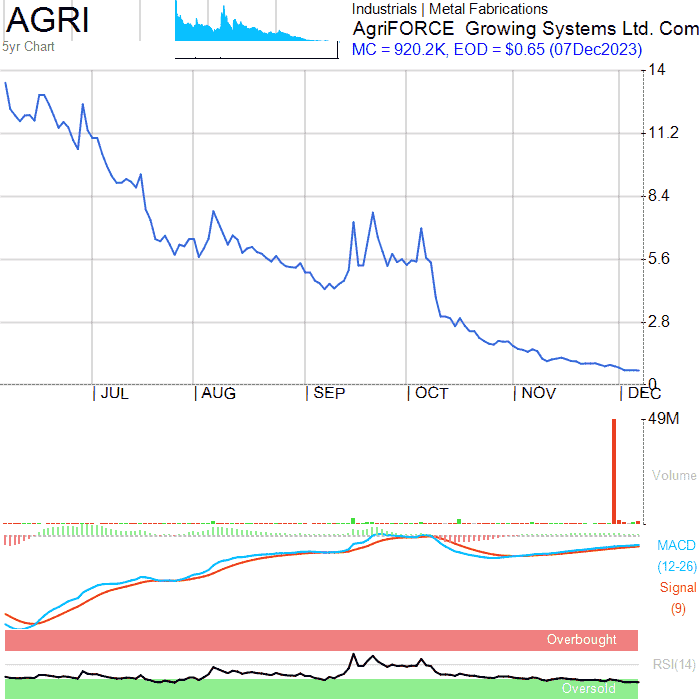 AGRI
5yr Chart
Industrials | Metal Fabrications
AgriFORCE Growing Systems Ltd. Com
MC = 920.2K, EOD = $0.65 (07Dec2023)
14
11.2
8.4
5.6
2.8
0
JUL
AUG
SEP
OCT
NOV
DEC
49M
Volume
MACD
(12-26)
Signal
(9)
Overbought
RSI(14)
Oversold